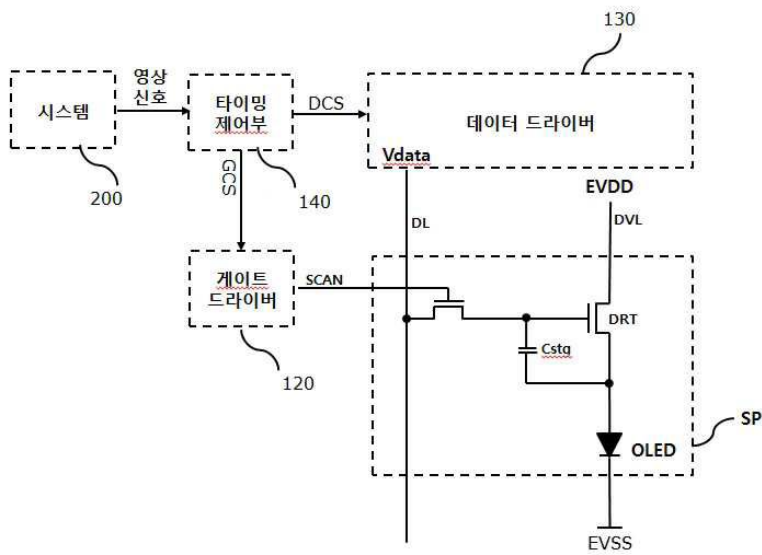 130
영상
신호
시스템
타이밍
제어부
DCS
데이터 드라이버
Vdata
200
GCS
140
EVDD
DL
DVL
게이트
드라이버
SCAN
DRT
Cstg
120
SP
OLED
EVSS